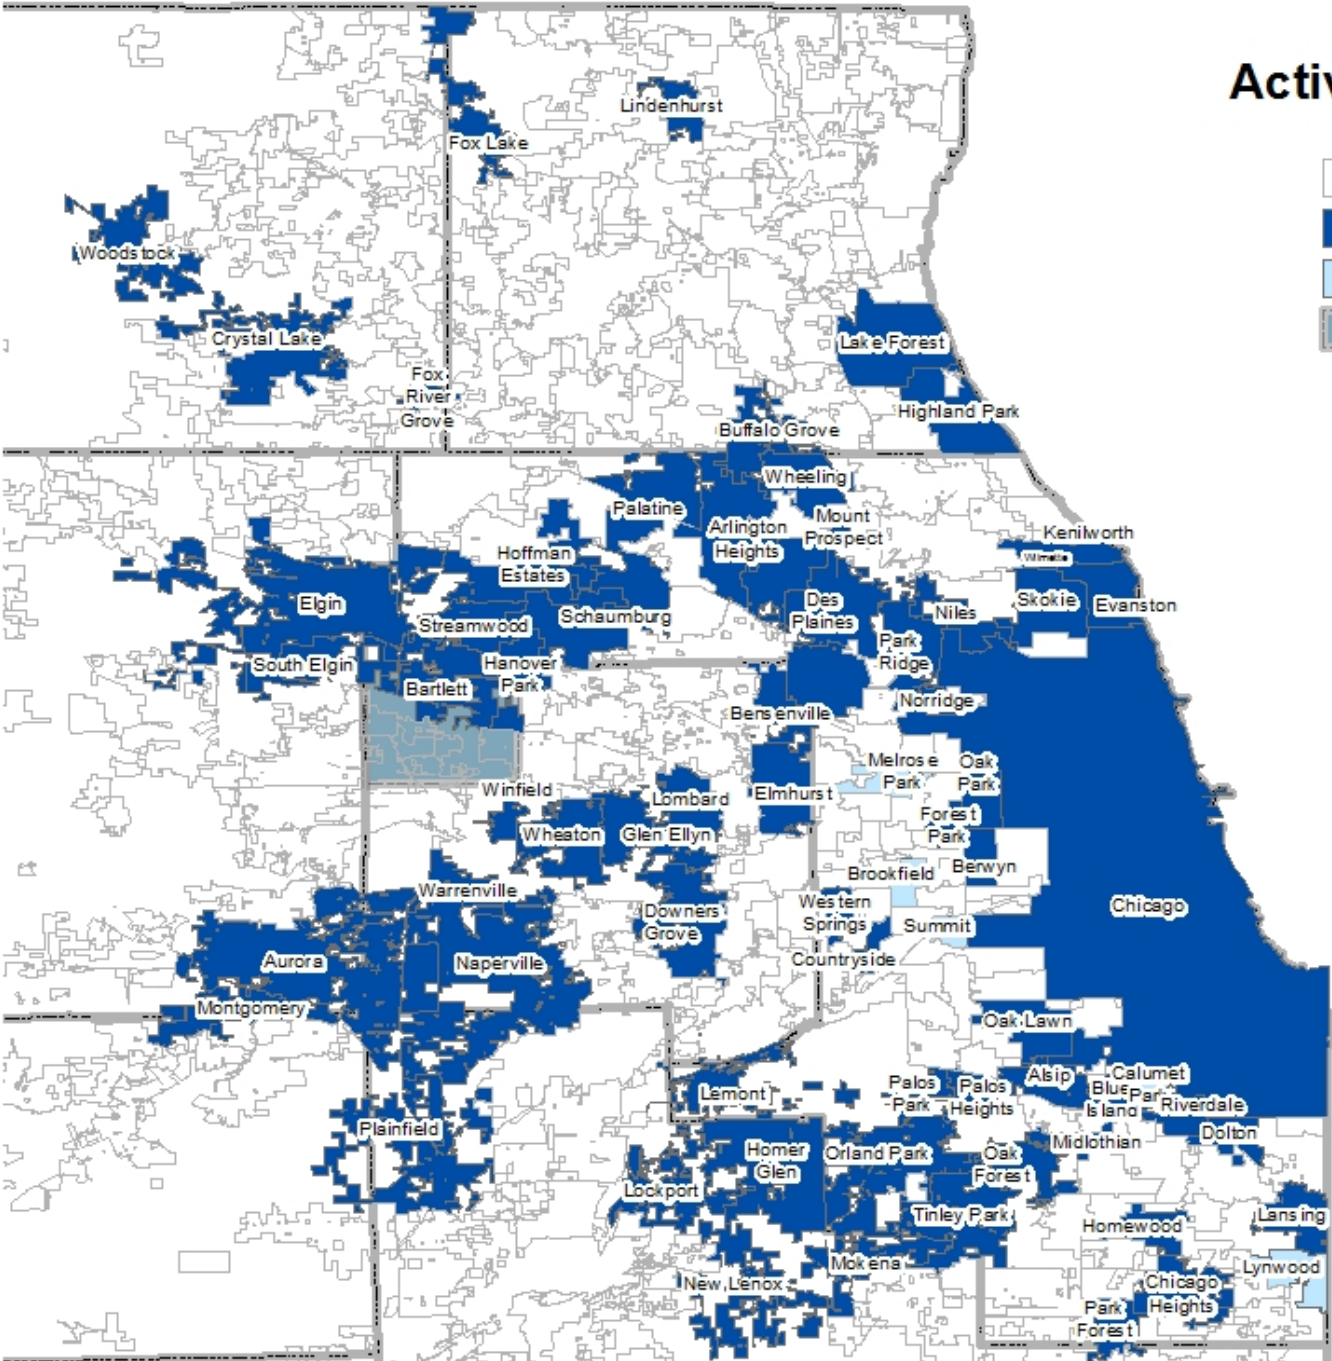 Activ
Lindenhurst
Fox Lake
Woodstock
Crystal Lake
Lake Forest
Fox
River
Grove
Highland Park
Buffalo Grove
Wheeling
Palatine
Mount
Prospect
Arlington
Heights
Kenilworth
Wilmette
Hoffman
Estates
Elgin
Des
Plaines
Skokie
Evanston
Niles
Schaumburg
Streamwood
Park
Ridge
South Elgin
Hanover
Park
Bartlett
Norridge
Bensenville
Melrose
Park
Oak
Park
Winfield
Lombard
Elmhurst
Forest
Park
Wheaton
Glen Ellyn
Brookfield
Berwyn
Warrenville
Western
Springs
Chicago
Downers
Grove
Summit
Countryside
Aurora
Naperville
Montgomery
Oak Lawn
Alsip
Calumet
Par
Blue
Island
Riverdale
Lemont
Palos
Park
Palos
Heights
Plainfield
Dolton
Midlothian
Homer
Glen
Orland Park
Oak
Forest
Lockport
Tinley Park
Homewood
Lansing
Mokena
Lynwood
New Lenox
Chicago
Heights
Park
Forest